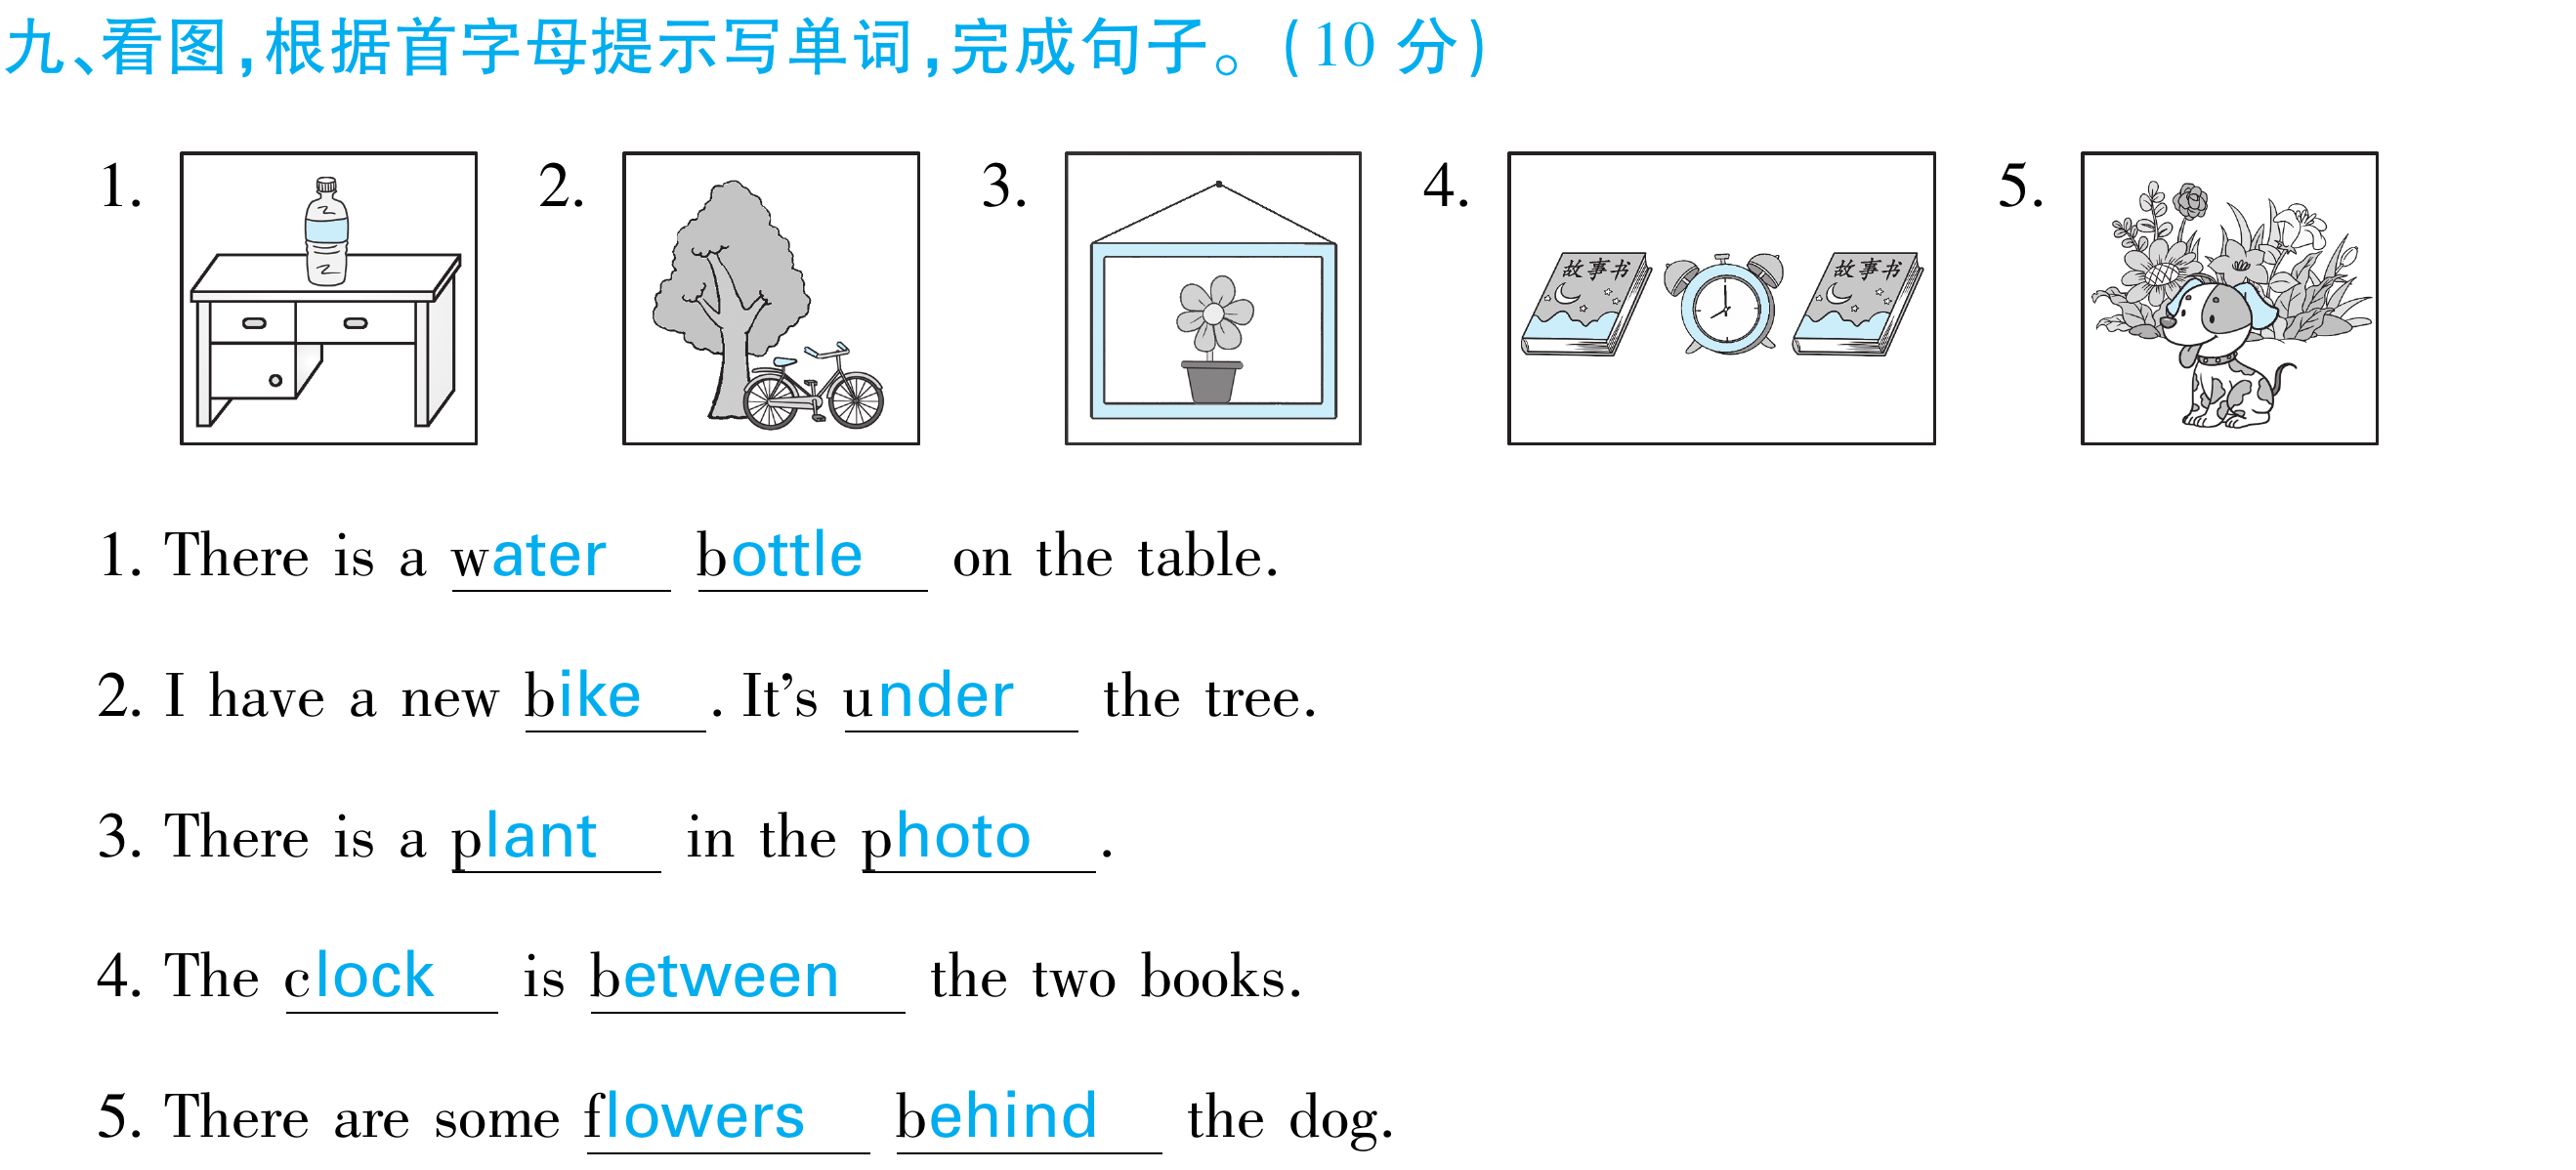 九、看图,根据首字母提示写单词,完成句子。(10 分)
1. 2. 3. 4. 5.
故事书 故事书
1. There is a water bottle on the table.
2. I have a new bike. It's under the tree.
3. There is a plant in the photo.
4. The clock is between the two books.
5. There are some flowers behind the dog.